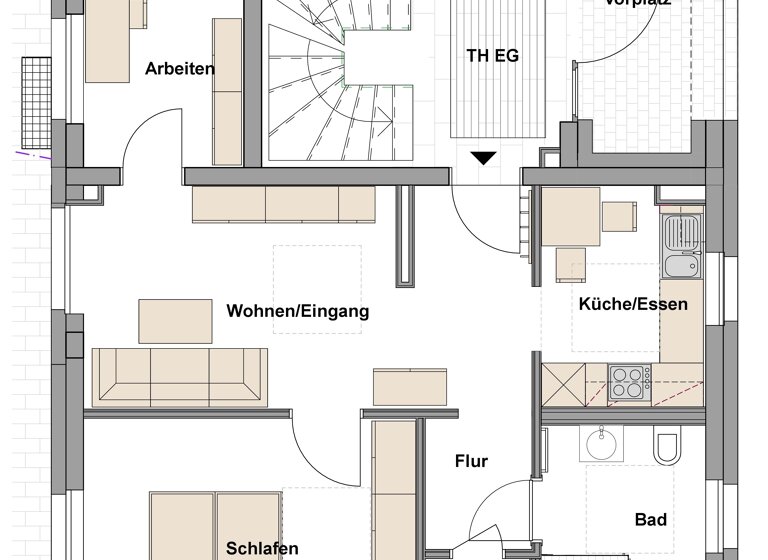 Vorplatz
TH EG
Arbeiten
Wohnen/Eingang
Küche/Essen
Flur
Bad
Schlafen